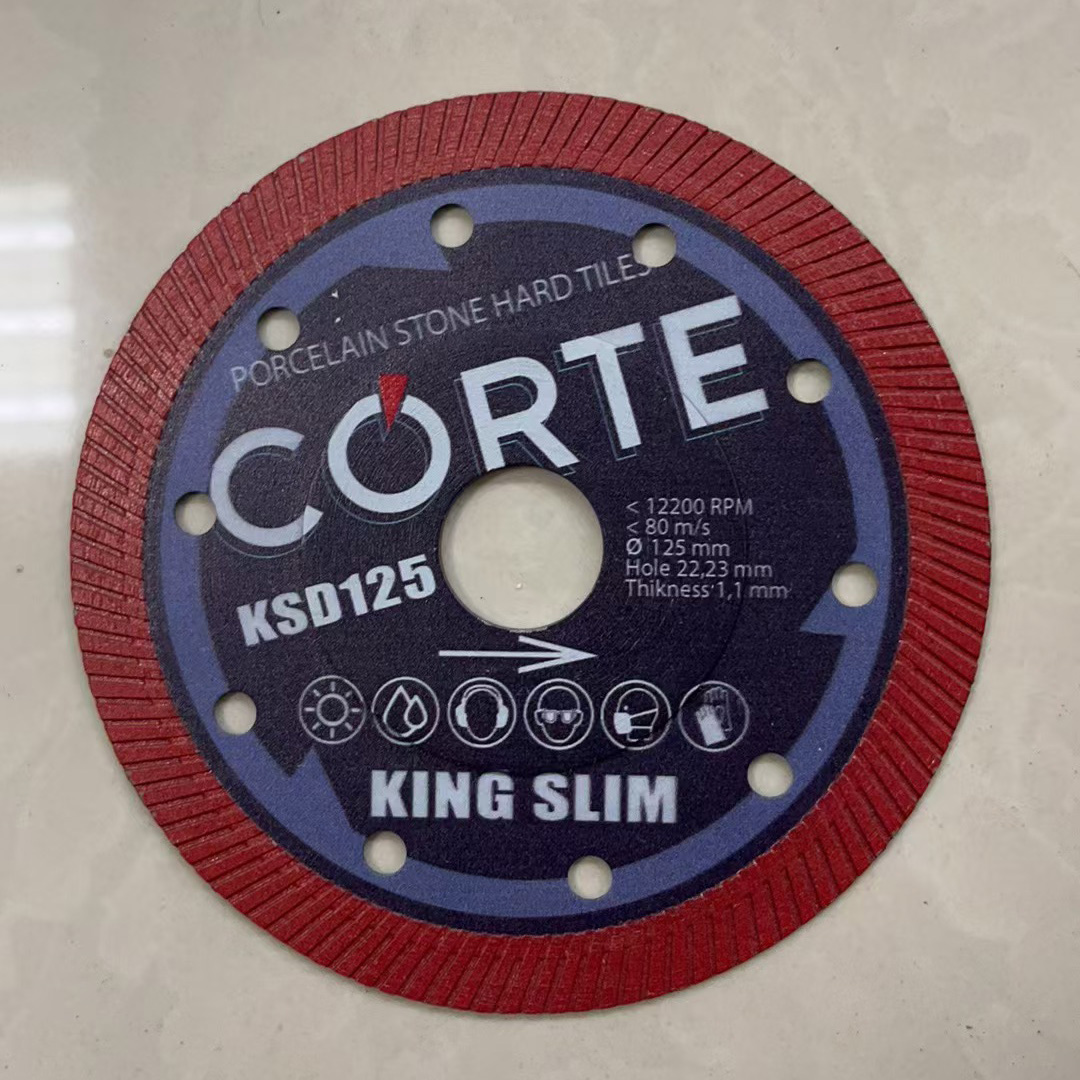 PORCELAIN STONE HARD TILES
CORTE
< 12200 RPM
< 80 m/s
Ø 125 mm
Hole 22,23 mm
Thikness 1,1 mm
KSD125
KING SLIM